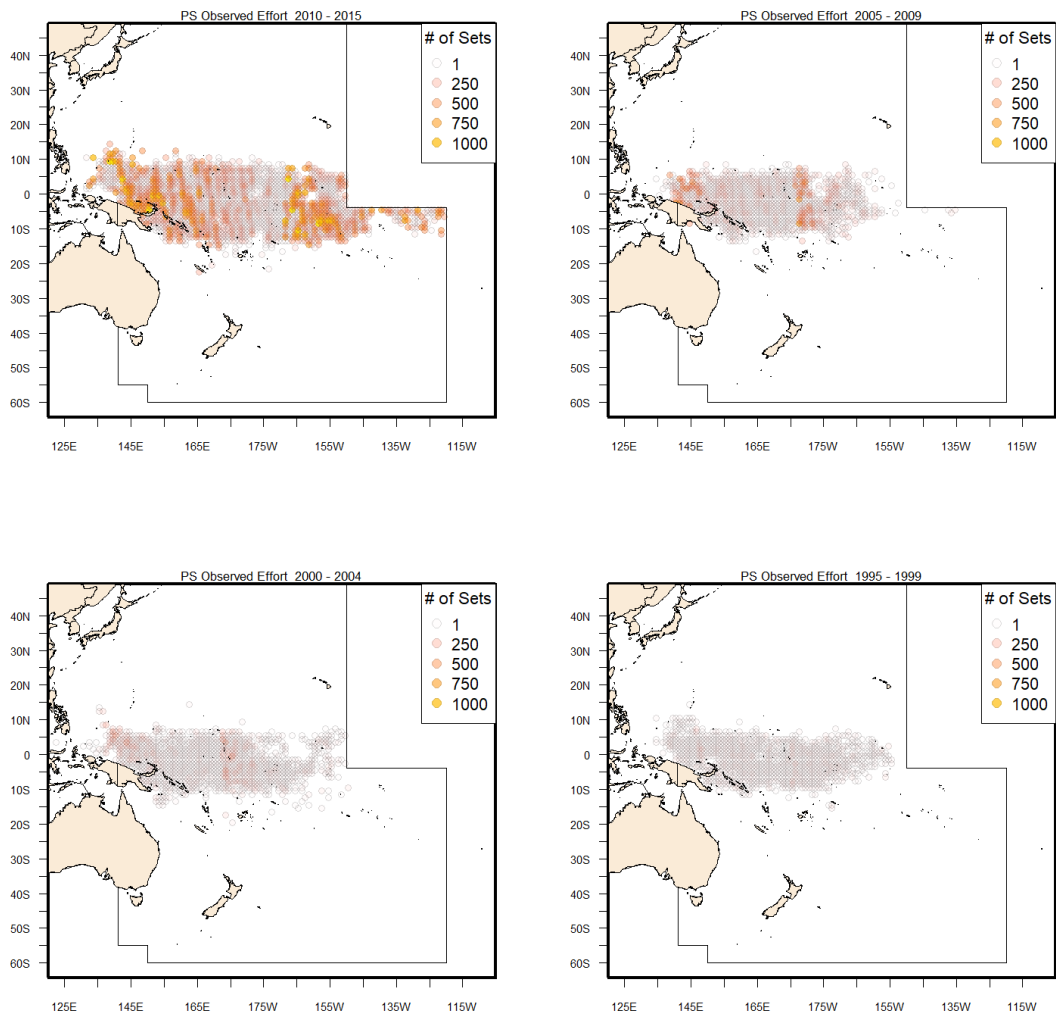 PS Observed Effort 2010 - 2015
# of Sets
1
250
500
750
1000
40N
30N
20N
10N
0
10S
20S
30S
40S
50S
60S
125E 145E 165E 175W 155W 135W 115W
PS Observed Effort 2005 - 2009
# of Sets
1
250
500
750
1000
40N
30N
20N
10N
0
10S
20S
30S
40S
50S
60S
125E 145E 165E 175W 155W 135W 115W
PS Observed Effort 2000 - 2004
# of Sets
1
250
500
750
1000
40N
30N
20N
10N
0
10S
20S
30S
40S
50S
60S
125E 145E 165E 175W 155W 135W 115W
PS Observed Effort 1995 - 1999
# of Sets
1
250
500
750
1000
40N
30N
20N
10N
0
10S
20S
30S
40S
50S
60S
125E 145E 165E 175W 155W 135W 115W